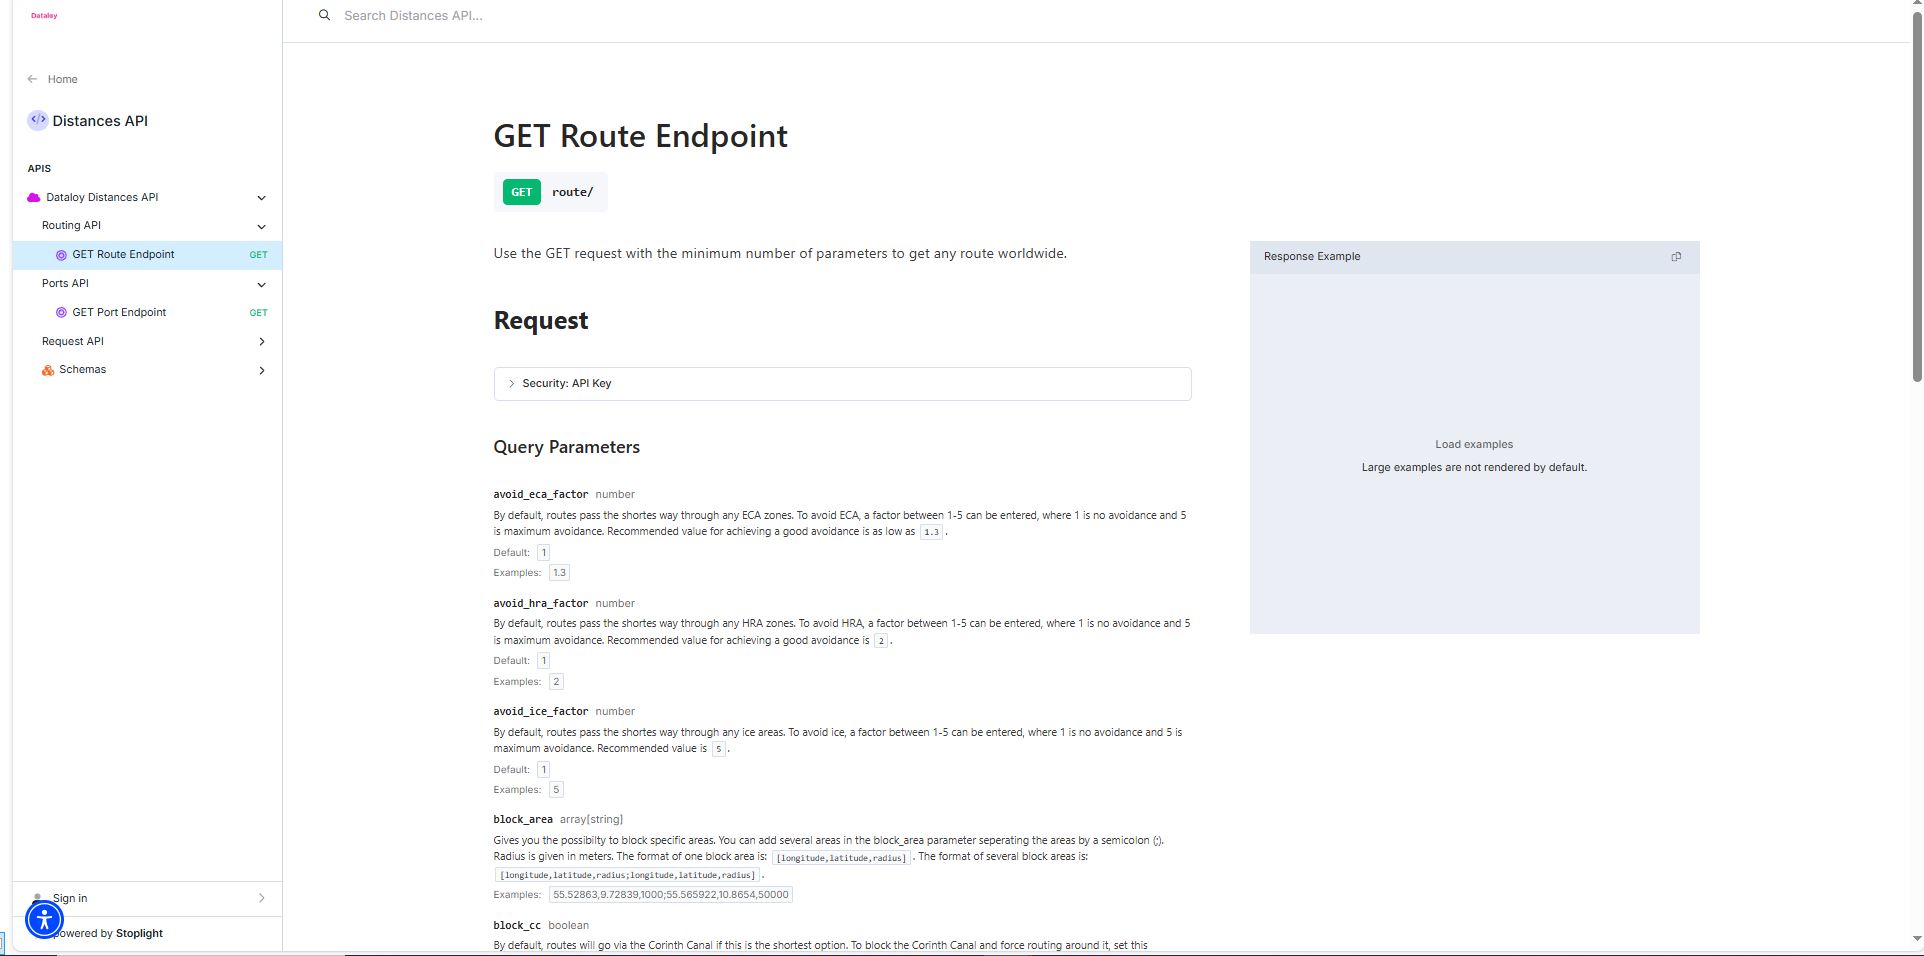 Dataloy
Search Distances API...
Home
Distances API
APIS
Dataloy Distances API
Routing API
GET Route Endpoint GET
Ports API
GET Port Endpoint GET
Request API
Schemas
Sign in
powered by Stoplight
GET Route Endpoint
GET route/
Use the GET request with the minimum number of parameters to get any route worldwide.
Request
Security: API Key
Query Parameters
avoid_eca_factor number
By default, routes pass the shortes way through any ECA zones. To avoid ECA, a factor between 1-5 can be entered, where 1 is no avoidance and 5
is maximum avoidance. Recommended value for achieving a good avoidance is as low as 1.3 .
Default: 1
Examples: 1.3
avoid_hra_factor number
By default, routes pass the shortes way through any HRA zones. To avoid HRA, a factor between 1-5 can be entered, where 1 is no avoidance and 5
is maximum avoidance. Recommended value for achieving a good avoidance is 2 .
Default: 1
Examples: 2
avoid_ice_factor number
By default, routes pass the shortes way through any ice areas. To avoid ice, a factor between 1-5 can be entered, where 1 is no avoidance and 5 is
maximum avoidance. Recommended value is 5 .
Default: 1
Examples: 5
block_area array[string]
Gives you the possibilty to block specific areas. You can add several areas in the block_area parameter seperating the areas by a semicolon (;).
Radius is given in meters. The format of one block area is: [longitude,latitude,radius] . The format of several block areas is:
[longitude,latitude,radius;longitude,latitude,radius] .
Examples: 55.52863,9.72839,1000;55.565922,10.8654,50000
block_cc boolean
By default, routes will go via the Corinth Canal if this is the shortest option. To block the Corinth Canal and force routing around it, set this
Response Example
Load examples
Large examples are not rendered by default.